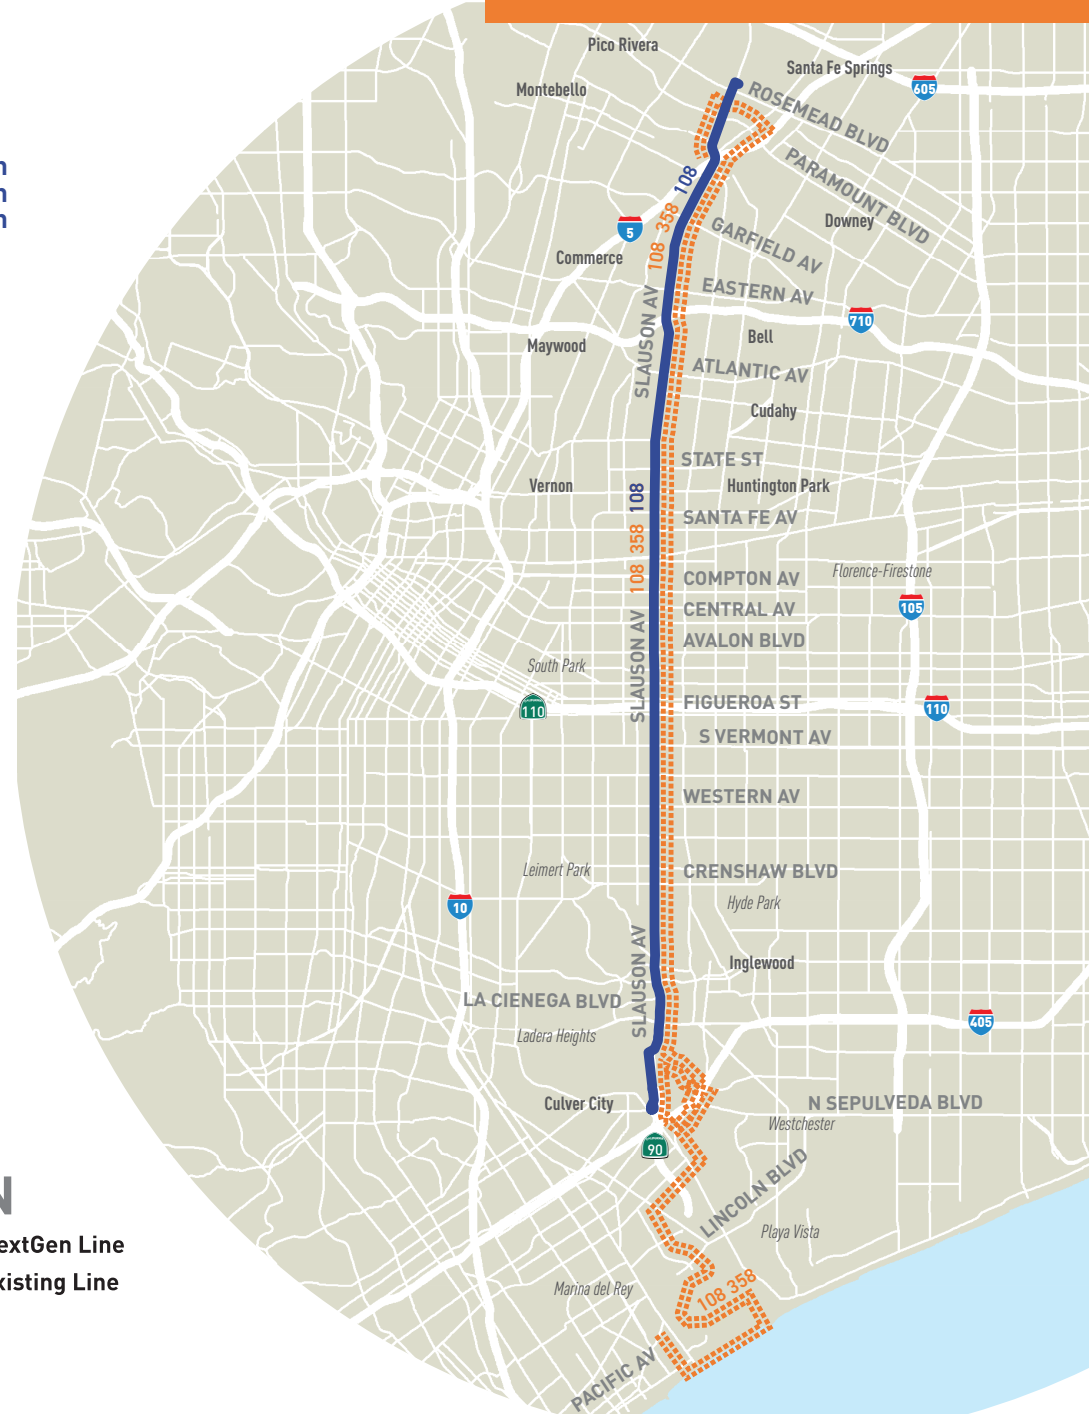 Pico Rivera
Santa Fe Springs
605
Montebello
ROSEMEAD BLVD
PARAMOUNT BLVD
108
108 358
Downey
5
GARFIELD AV
Commerce
EASTERN AV
SLAUSON AV
710
Bell
Maywood
ATLANTIC AV
Cudahy
STATE ST
Vernon
108
Huntington Park
SANTA FE AV
108 358
Florence-Firestone
COMPTON AV
105
CENTRAL AV
AVALON BLVD
SLAUSON AV
South Park
FIGUEROA ST
110
110
S VERMONT AV
WESTERN AV
Leimert Park
CRENSHAW BLVD
Hyde Park
10
Inglewood
SLAUSON AV
LA CIENEGA BLVD
405
Ladera Heights
Culver City
N SEPULVEDA BLVD
Westchester
90
LINCOLN BLVD
Playa Vista
Marina del Rey
108 358
PACIFIC AV
n
n
n
N
extGen Line
xisting Line